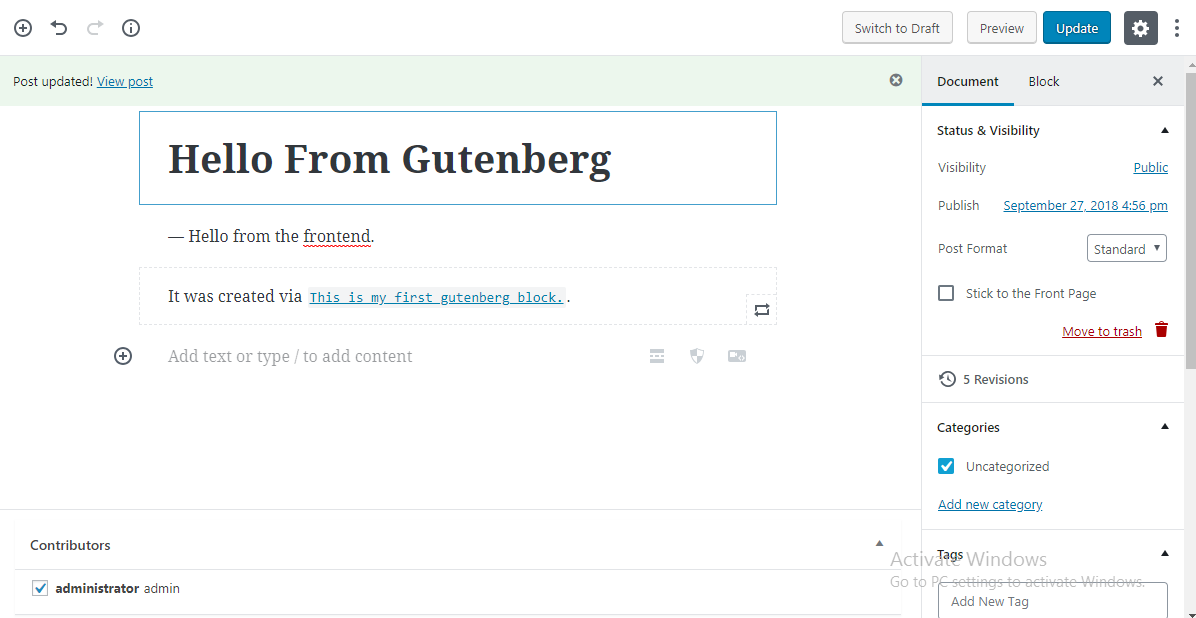 Switch to Draft Preview Update
Post updated! View post
Document Block
Hello From Gutenberg
— Hello from the frontend.
It was created via This is my first gutenberg block..
Add text or type / to add content
Status & Visibility
Visibility Public
Publish September 27, 2018 4:56 pm
Post Format Standard
Stick to the Front Page
Move to trash
5 Revisions
Categories
Uncategorized
Add new category
Tags
Add New Tag
Contributors
administrator admin
Activate Windows
Go to PC settings to activate Windows.